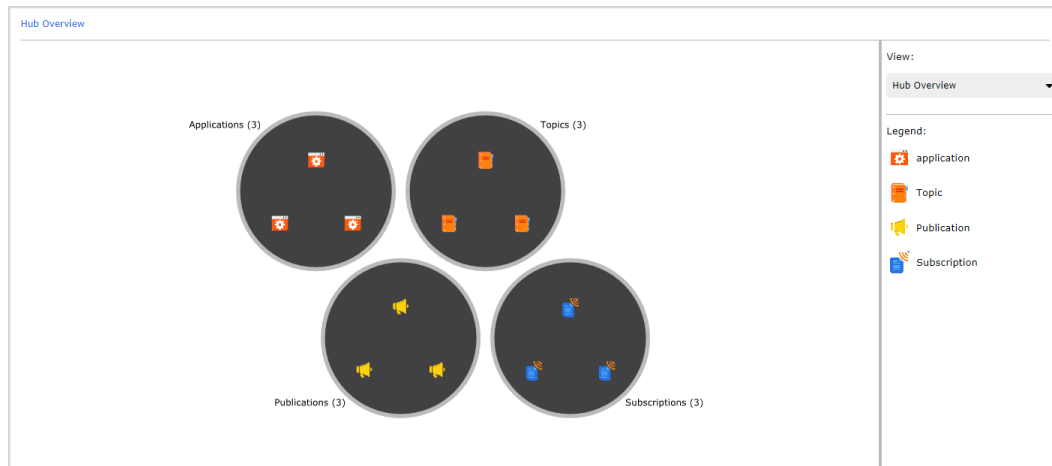 Hub Overview
View:
Hub Overview
Applications (3)
Topics (3)
Legend:
application
Topic
Publication
Subscription
Publications (3)
Subscriptions (3)